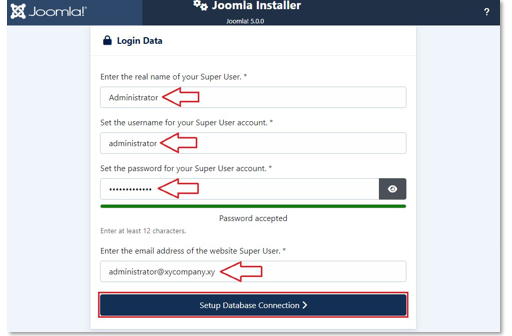 Joomla!®
Joomla Installer
Joomla! 5.0.0
?
Login Data
Enter the real name of your Super User. *
Administrator
Set the username for your Super User account. *
administrator
Set the password for your Super User account. *
•••••••••••••
Password accepted
Enter at least 12 characters.
Enter the email address of the website Super User. *
administrator@xycompany.xy
Setup Database Connection >